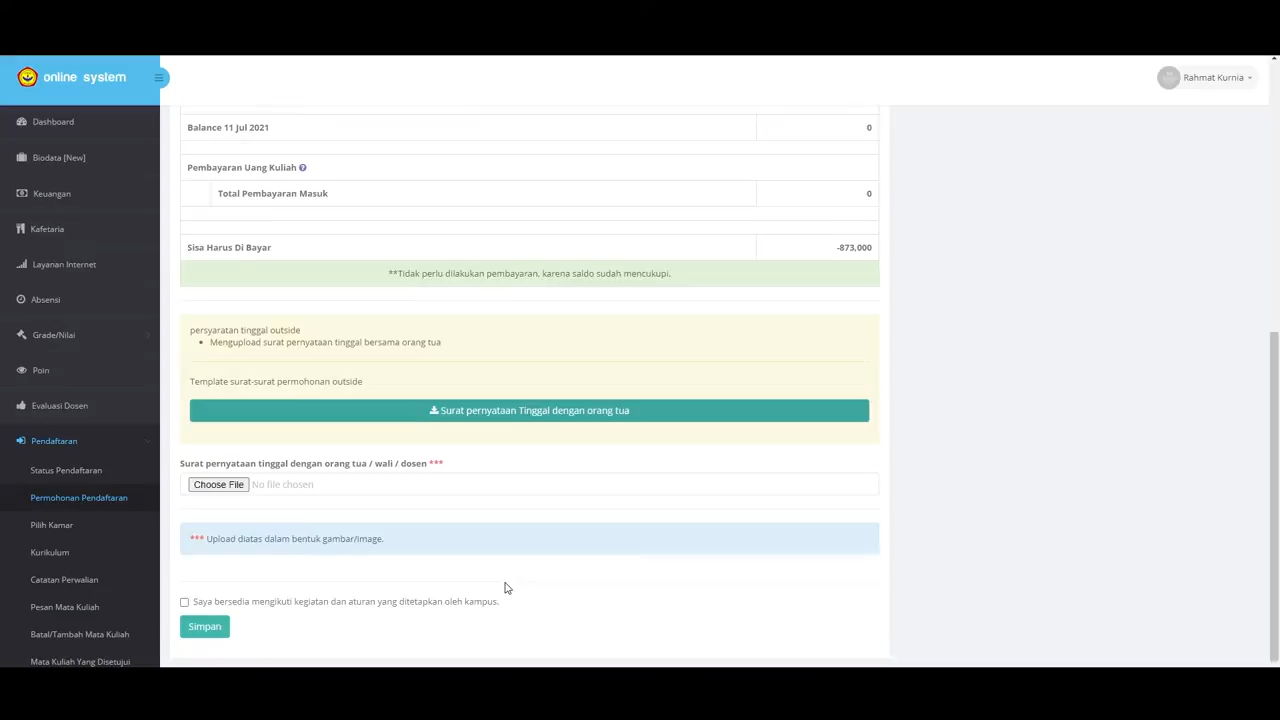 online system
Rahmat Kurnia
Dashboard
Biodata [New]
Keuangan
Kafetaria
Layanan Internet
Absensi
Grade/Nilai
Poin
Evaluasi Dosen
Pendaftaran
Status Pendaftaran
Permohonan Pendaftaran
Pilih Kamar
Kurikulum
Catatan Perwalian
Pesan Mata Kuliah
Batal/Tambah Mata Kuliah
Mata Kuliah Yang Disetujui
Balance 11 Jul 2021 0
Pembayaran Uang Kuliah
Total Pembayaran Masuk 0
Sisa Harus Di Bayar -873,000
**Tidak perlu dilakukan pembayaran, karena saldo sudah mencukupi.
persyaratan tinggal outside
• Mengupload surat pernyataan tinggal bersama orang tua
Template surat-surat permohonan outside
Surat pernyataan Tinggal dengan orang tua
Surat pernyataan tinggal dengan orang tua / wali / dosen ***
Choose File No file chosen
*** Upload diatas dalam bentuk gambar/image.
Saya bersedia mengikuti kegiatan dan aturan yang ditetapkan oleh kampus.
Simpan